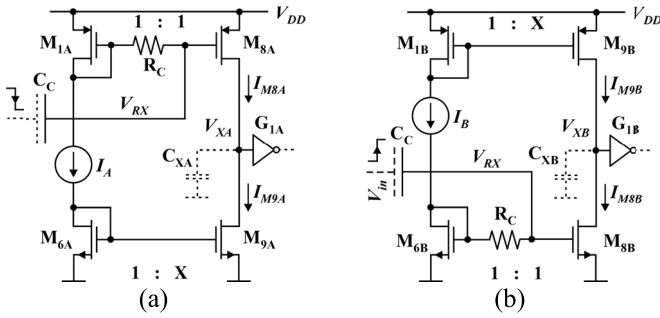 V_DD
1 : 1
M_1A
R_C
M_8A
C_C
V_RX
I_M8A
V_XA
G_1A
C_XA
I_A
I_M9A
M_6A
M_9A
1 : X
(a)
V_DD
1 : X
M_1B
M_9B
I_B
I_M9B
C_C
V_XB
G_1B
V_RX
V_in
C_XB
R_C
I_M8B
M_6B
M_8B
1 : 1
(b)